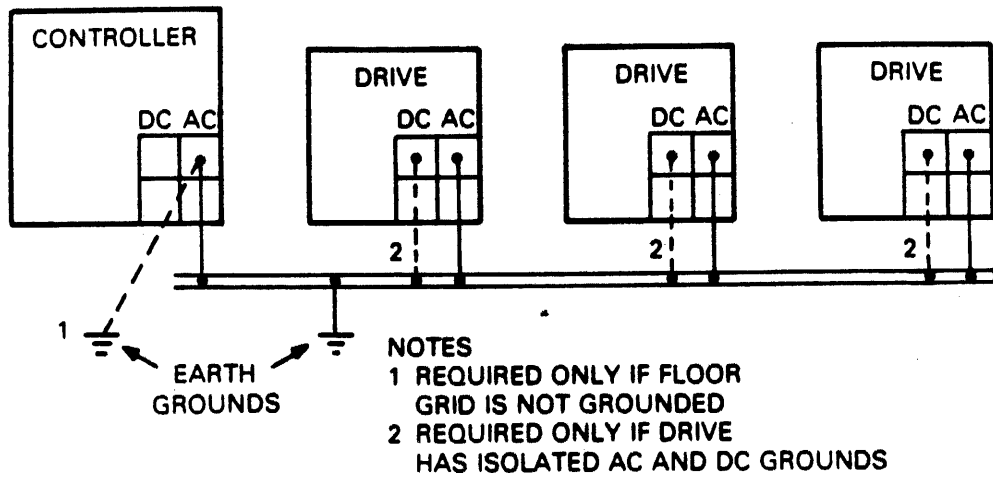 CONTROLLER
DC AC
DRIVE
DC AC
2
DRIVE
DC AC
2
DRIVE
DC AC
2
1
EARTH
GROUNDS
NOTES
1 REQUIRED ONLY IF FLOOR
GRID IS NOT GROUNDED
2 REQUIRED ONLY IF DRIVE
HAS ISOLATED AC AND DC GROUNDS